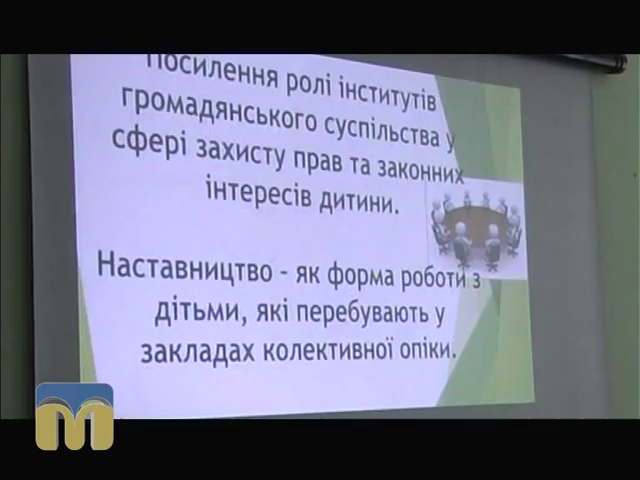 Посилення ролі інститутів
громадянського суспільства у
сфері захисту прав та законних
інтересів дитини.
Наставництво - як форма роботи з
дітьми, які перебувають у
закладах колективної опіки.
М